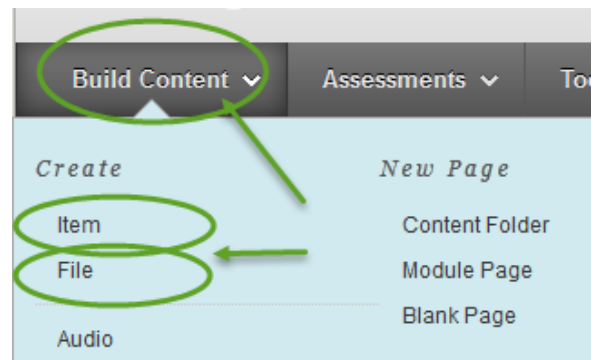 Build Content Assessments
Create
Item
File
Audio
New Page
Content Folder
Module Page
Blank Page